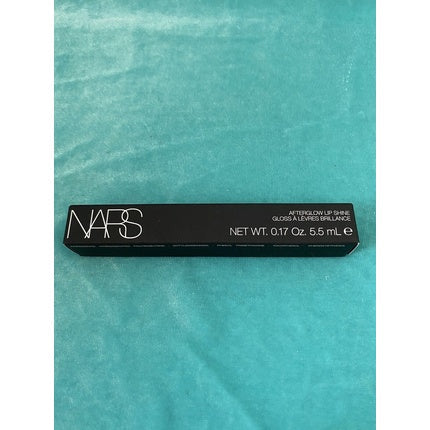 NARS
AFTERGLOW LIP SHINE
GLOSS À LÈVRES BRILLANCE
NET WT. 0.17 Oz. 5.5 mL ℮